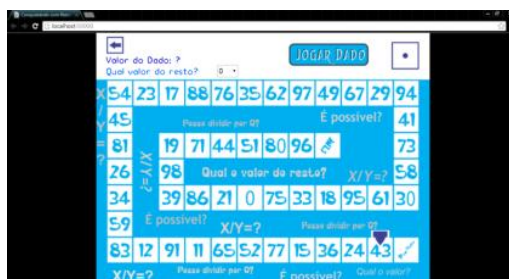 localhost
Valor do Dado: ?
Qual valor do resto? 0
JOGAR DADO
54 23 17 88 76 35 62 97 49 67 29 94
X/Y=?
45 Posso dividir por 0? É possível? 41
81 19 71 44 51 80 96 73
X/Y=?
26 98 Qual o valor do resto? X/Y=? 58
34 39 86 21 0 75 33 18 95 61 30
59 É possível? X/Y=? Posso dividir por 0?
83 12 91 11 65 52 77 15 36 24 43
X/Y=? Posso dividir por 0? É possível? Qual o valor?